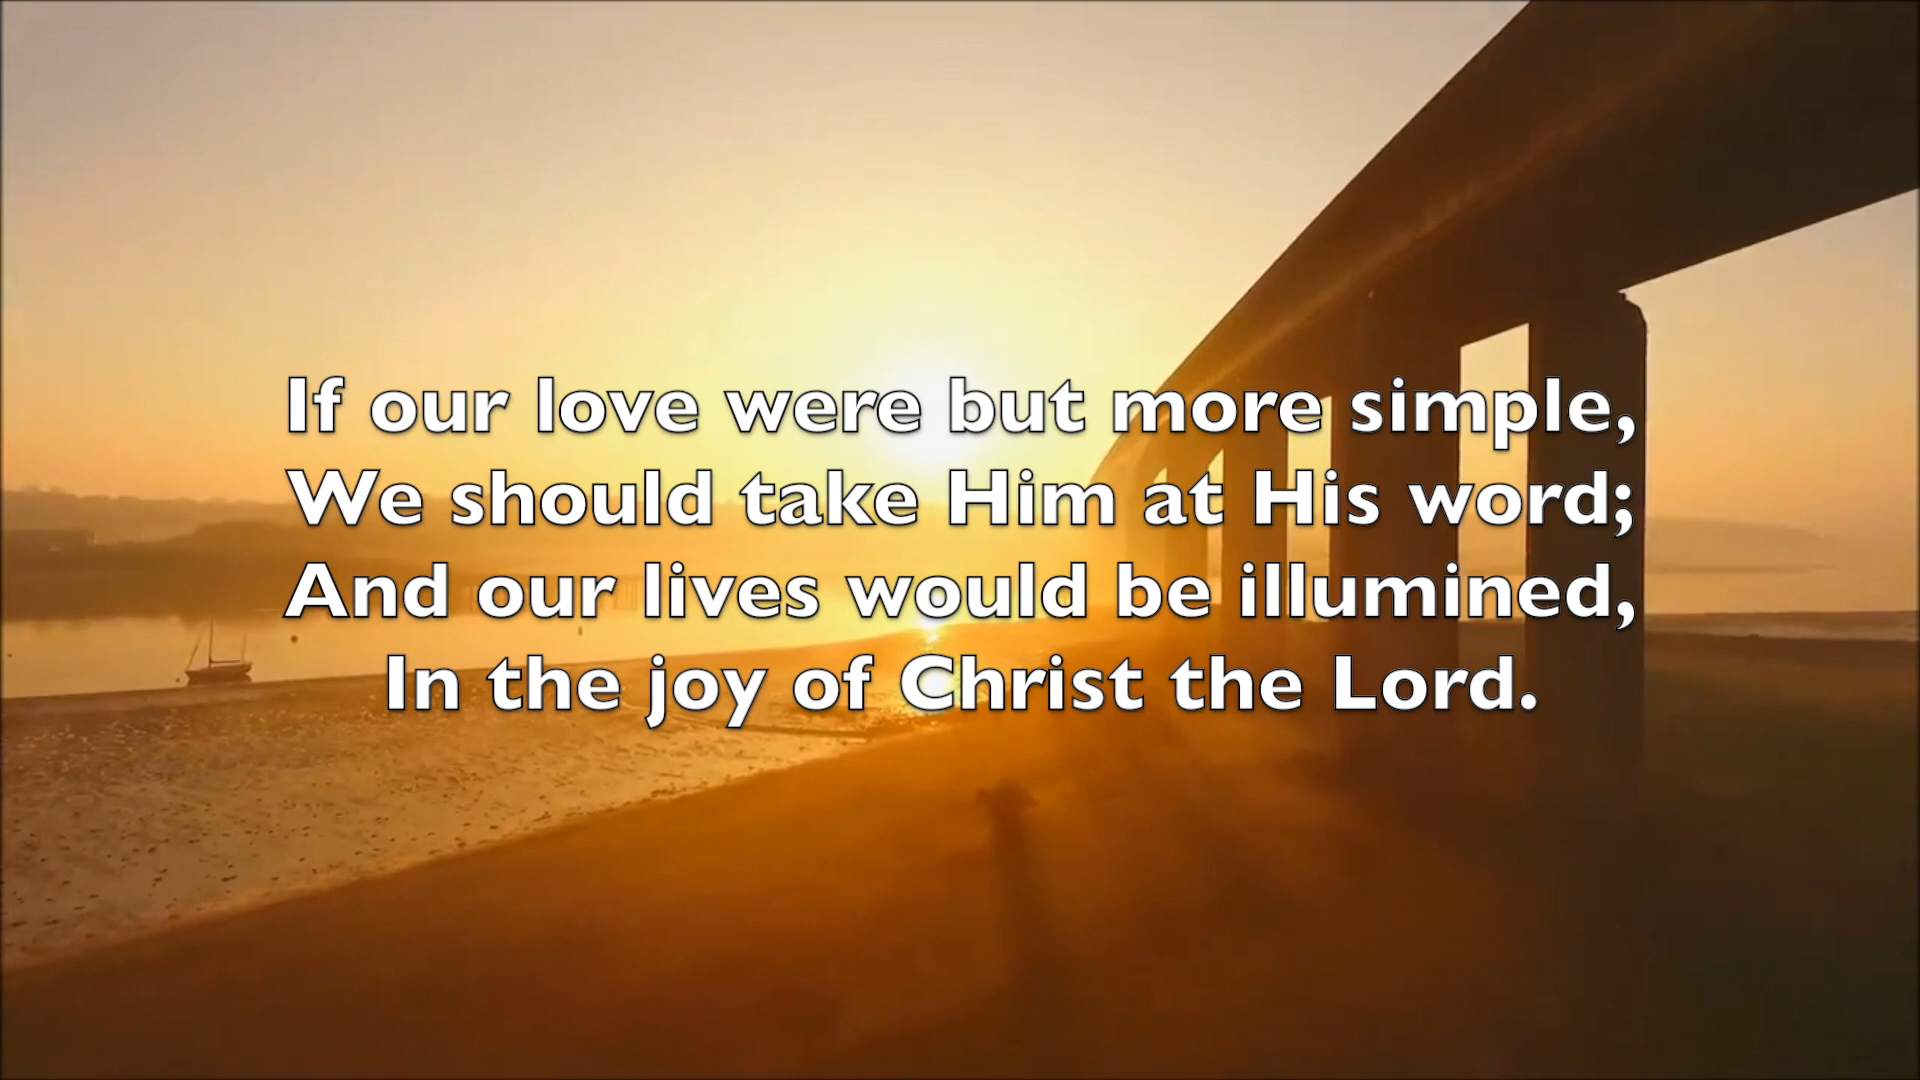 If our love were but more simple,
We should take Him at His word;
And our lives would be illumined,
In the joy of Christ the Lord.